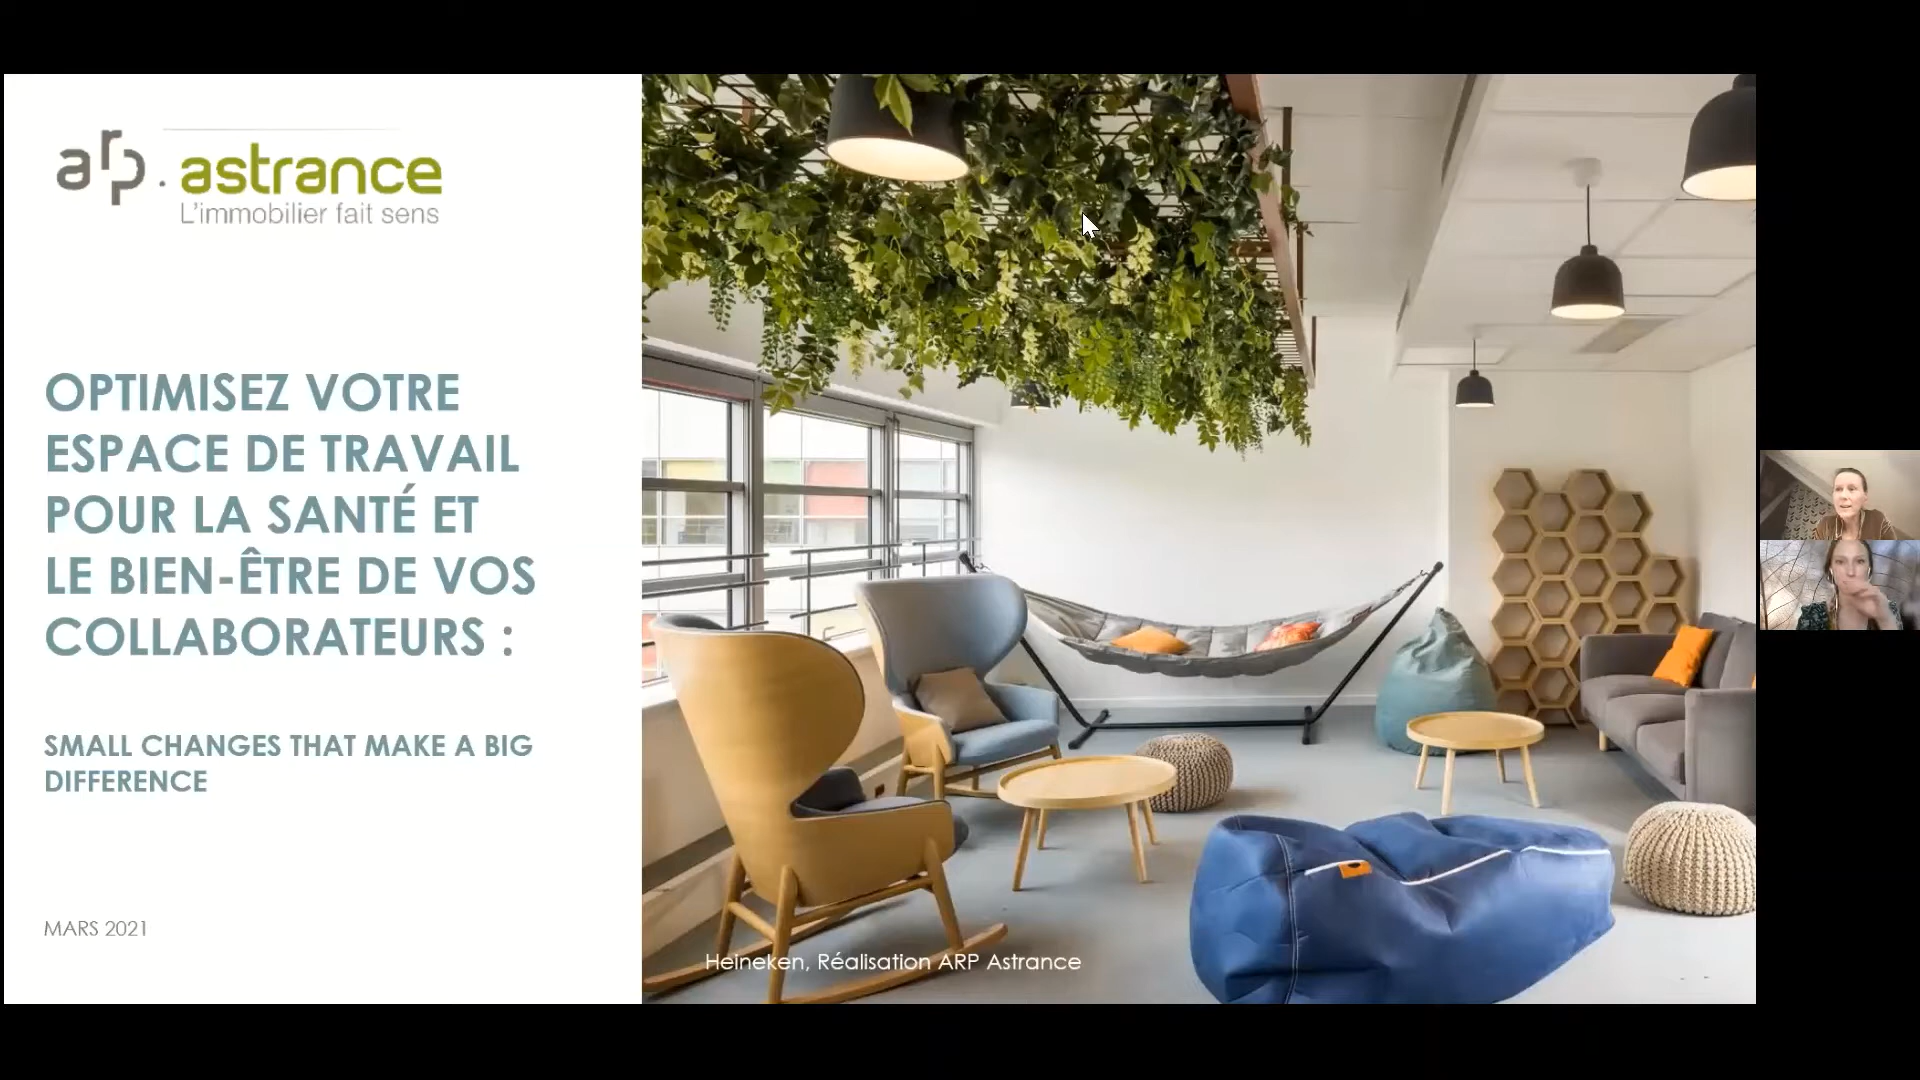 arp. astrance
L'immobilier fait sens
OPTIMISEZ VOTRE
ESPACE DE TRAVAIL
POUR LA SANTÉ ET
LE BIEN-ÊTRE DE VOS
COLLABORATEURS :
SMALL CHANGES THAT MAKE A BIG
DIFFERENCE
MARS 2021
Heineken, Réalisation ARP Astrance